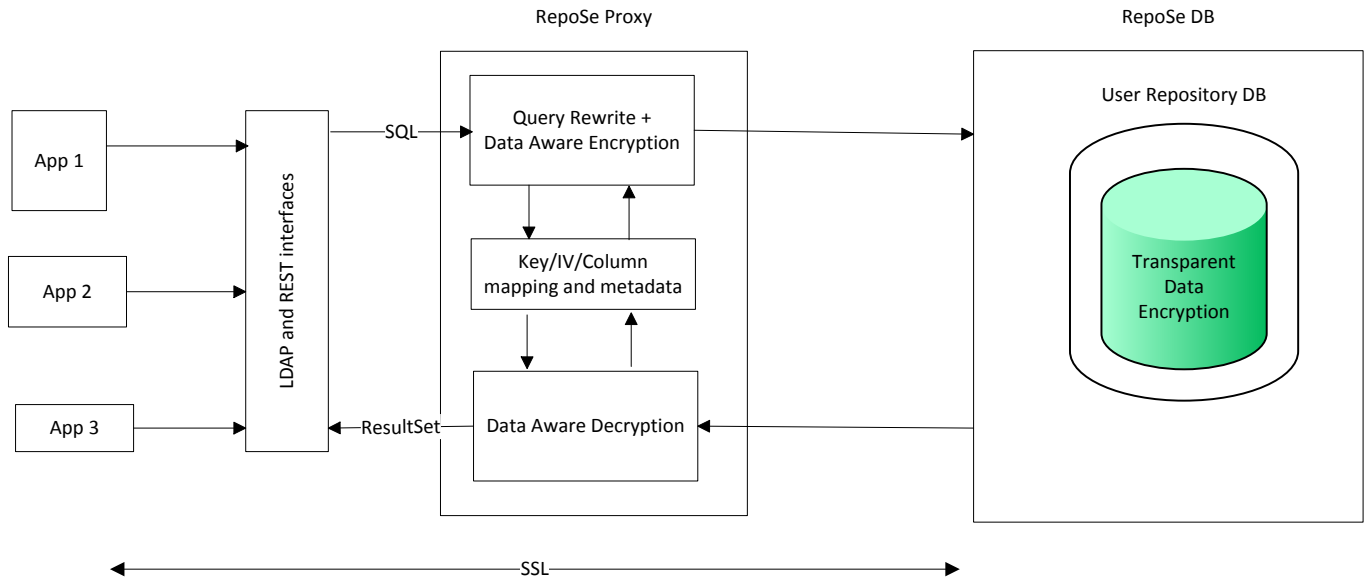 RepoSe Proxy
RepoSe DB
App 1
App 2
App 3
LDAP and REST interfaces
SQL
Query Rewrite +
Data Aware Encryption
Key/IV/Column
mapping and metadata
Data Aware Decryption
ResultSet
User Repository DB
Transparent
Data
Encryption
SSL